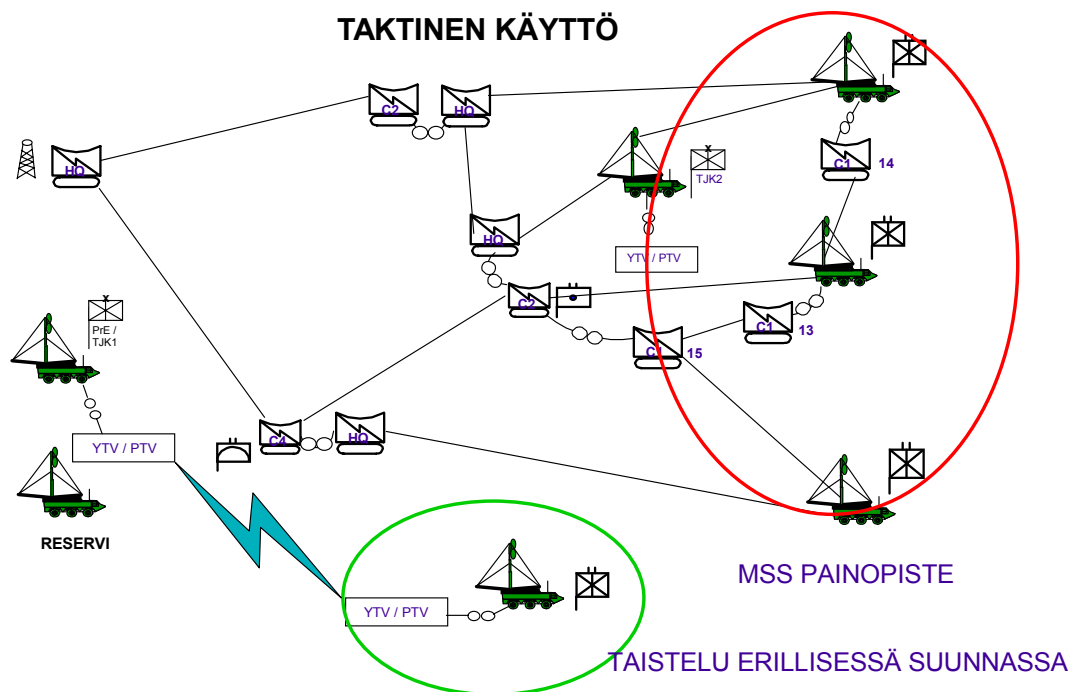 TAKTINEN KÄYTTÖ
C2
HQ
HQ
C1
14
X
TJK2
HQ
YTV / PTV
C2
C1
13
C1
15
X
PrE /
TJK1
YTV / PTV
C4
HQ
RESERVI
MSS PAINOPISTE
YTV / PTV
TAISTELU ERILLISESSÄ SUUNNASSA